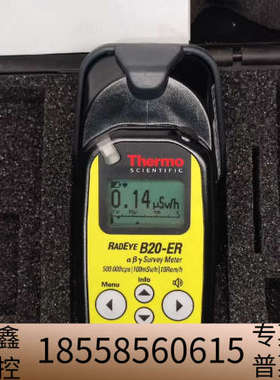 Thermo
SCIENTIFIC
0.14 µSv/h
RADEYE B20-ER
α β γ Survey Meter
500 000cps|100mSv/h|10Rem/h
Menu
Info
鑫
控
18558560615
专
普